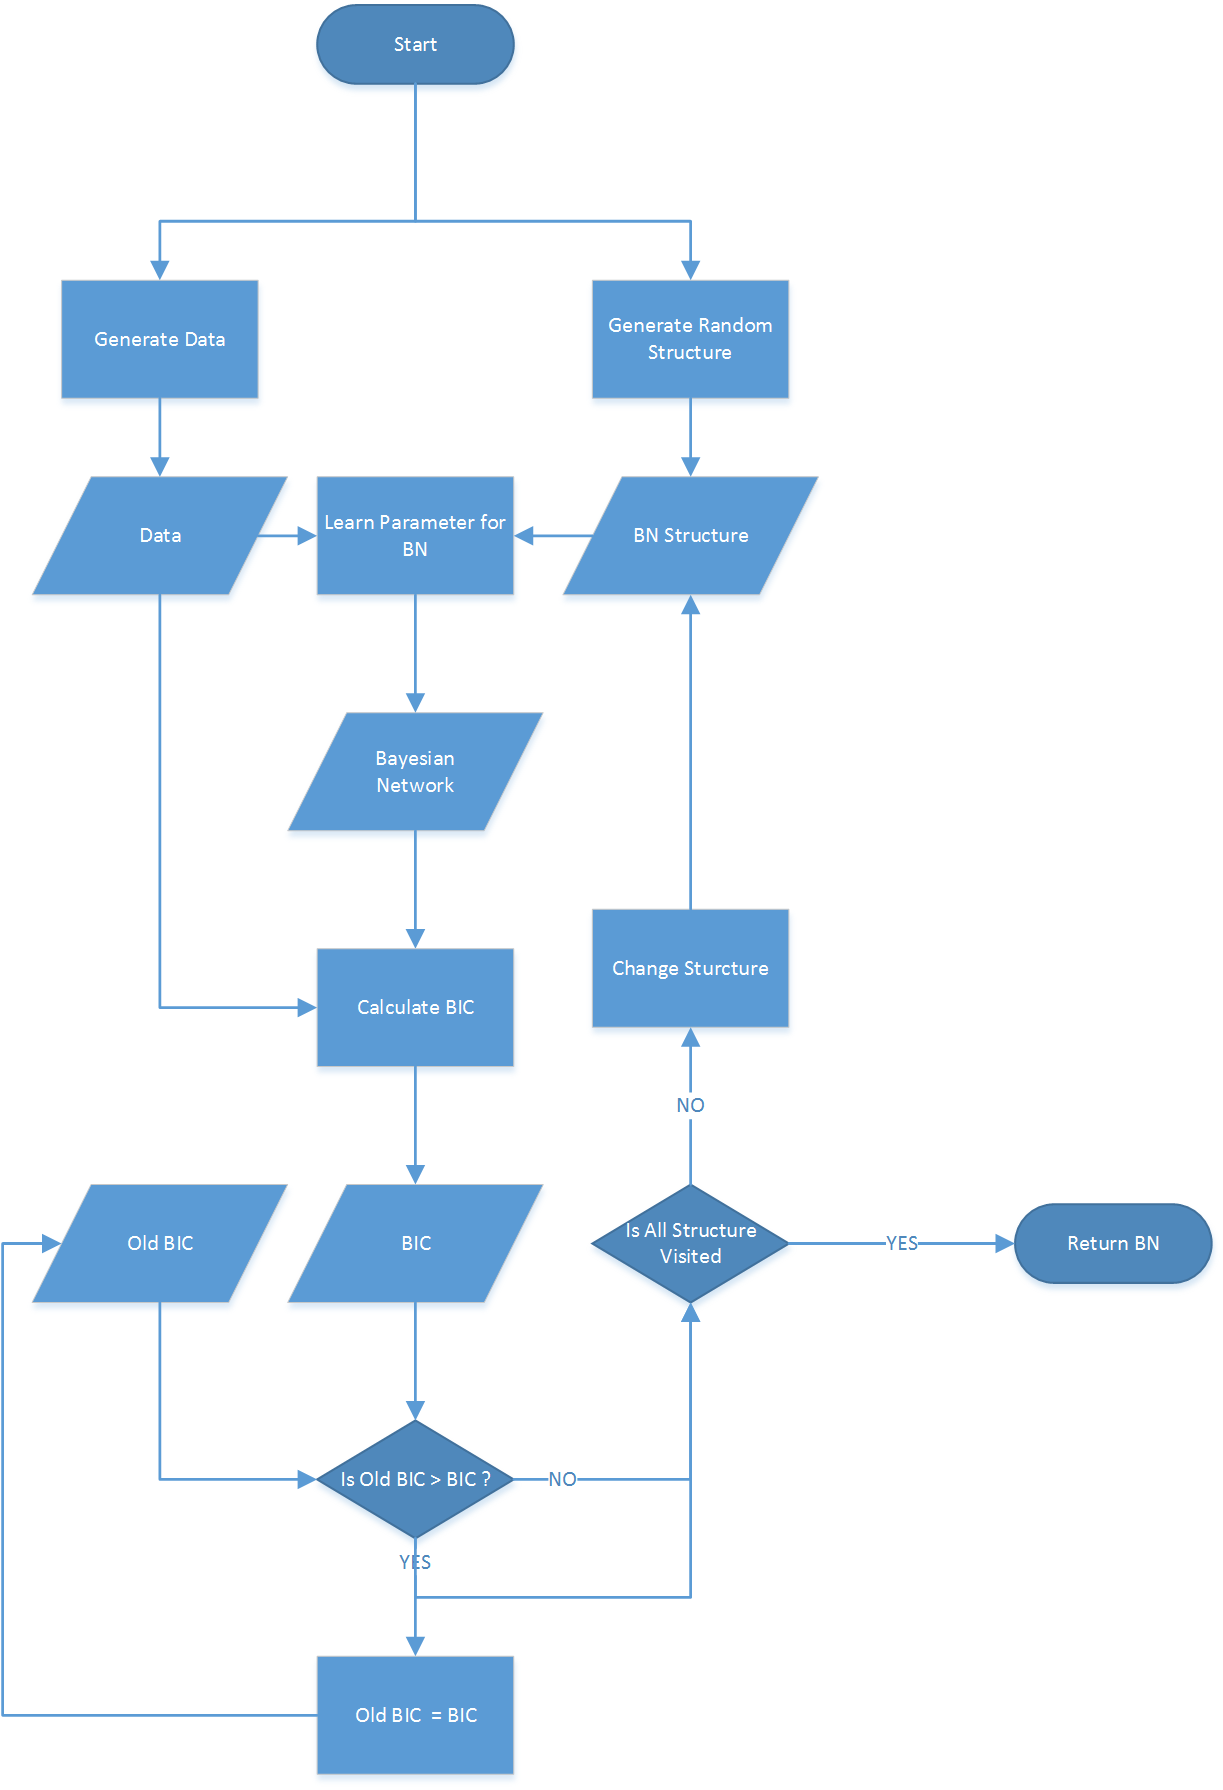 Start
Generate Data
Generate Random
Structure
Data
Learn Parameter for
BN
BN Structure
Bayesian
Network
Change Sturcture
Calculate BIC
NO
Old BIC
BIC
Is All Structure
Visited
YES
Return BN
Is Old BIC > BIC ?
NO
YES
Old BIC = BIC